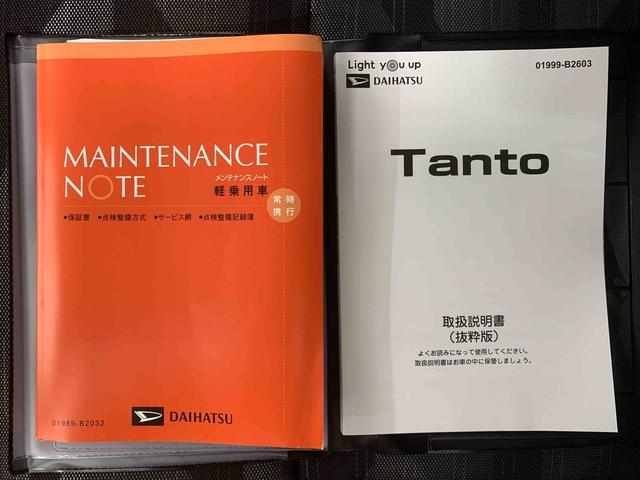 MAINTENANCE
NOTE
メンテナンスノート
軽乗用車
常時
携行
●保証書 ●点検整備方式 ●サービス網 ●点検整備記録簿
01989-B2032
DAIHATSU
Light you up
01999-B2603
DAIHATSU
Tanto
取扱説明書
（抜粋版）
よくお読みになって使用してください。
取扱説明書はお車の中に保管しましょう。